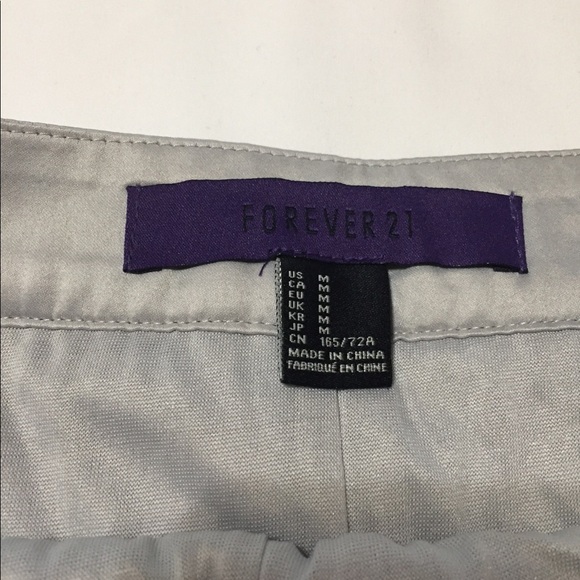 FOREVER 21
US M
CA M
EU M
UK M
KR M
JP M
CN 165/72A
MADE IN CHINA
FABRIQUÉ EN CHINE